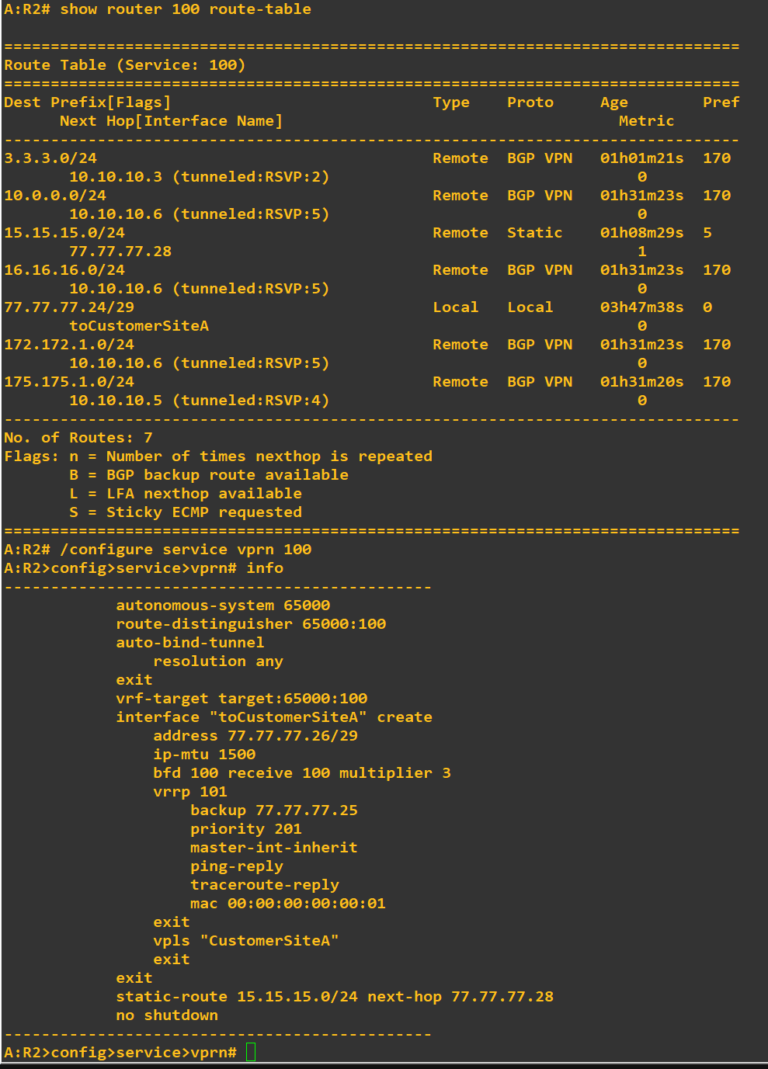 A:R2# show router 100 route-table
===============================================================================
Route Table (Service: 100)
===============================================================================
Dest Prefix[Flags]                            Type    Proto     Age        Pref
      Next Hop[Interface Name]                                    Metric
-------------------------------------------------------------------------------
3.3.3.0/24                                    Remote  BGP VPN   01h01m21s  170
       10.10.10.3 (tunneled:RSVP:2)                                 0
10.0.0.0/24                                   Remote  BGP VPN   01h31m23s  170
       10.10.10.6 (tunneled:RSVP:5)                                 0
15.15.15.0/24                                 Remote  Static    01h08m29s  5
       77.77.77.28                                                  1
16.16.16.0/24                                 Remote  BGP VPN   01h31m23s  170
       10.10.10.6 (tunneled:RSVP:5)                                 0
77.77.77.24/29                                Local   Local     03h47m38s  0
       toCustomerSiteA                                              0
172.172.1.0/24                                Remote  BGP VPN   01h31m23s  170
       10.10.10.6 (tunneled:RSVP:5)                                 0
175.175.1.0/24                                Remote  BGP VPN   01h31m20s  170
       10.10.10.5 (tunneled:RSVP:4)                                 0
-------------------------------------------------------------------------------
No. of Routes: 7
Flags: n = Number of times nexthop is repeated
       B = BGP backup route available
       L = LFA nexthop available
       S = Sticky ECMP requested
===============================================================================
A:R2# /configure service vprn 100
A:R2>config>service>vprn# info
----------------------------------------------
            autonomous-system 65000
            route-distinguisher 65000:100
            auto-bind-tunnel
                resolution any
            exit
            vrf-target target:65000:100
            interface "toCustomerSiteA" create
                address 77.77.77.26/29
                ip-mtu 1500
                bfd 100 receive 100 multiplier 3
                vrrp 101
                    backup 77.77.77.25
                    priority 201
                    master-int-inherit
                    ping-reply
                    traceroute-reply
                    mac 00:00:00:00:00:01
                exit
                vpls "CustomerSiteA"
                exit
            exit
            static-route 15.15.15.0/24 next-hop 77.77.77.28
            no shutdown
----------------------------------------------
A:R2>config>service>vprn#